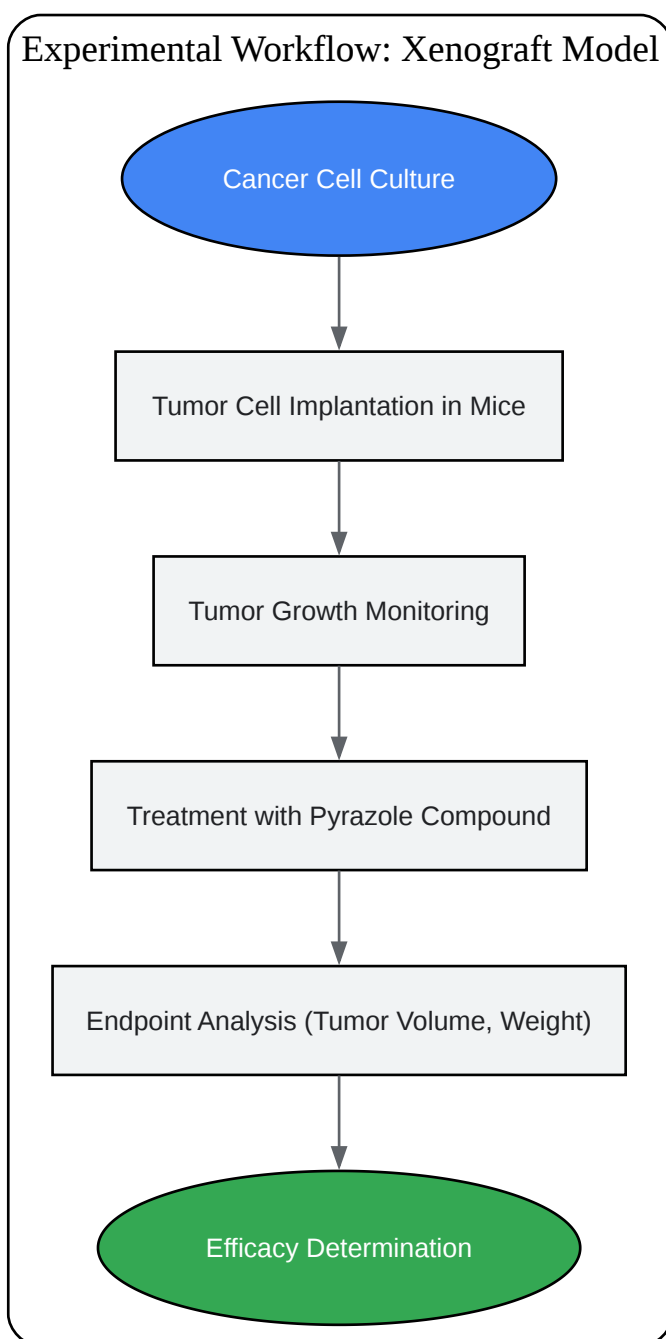 Experimental Workflow: Xenograft Model
Cancer Cell Culture
Tumor Cell Implantation in Mice
Tumor Growth Monitoring
Treatment with Pyrazole Compound
Endpoint Analysis (Tumor Volume, Weight)
Efficacy Determination